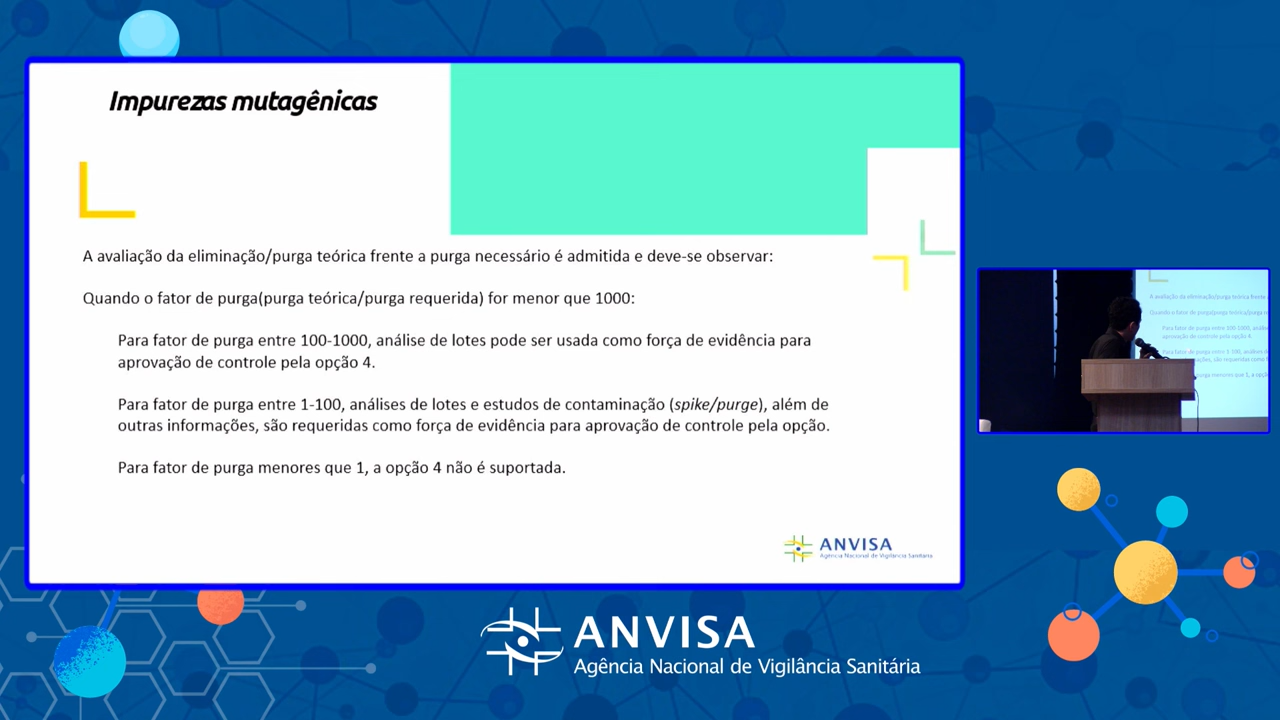 Impurezas mutagênicas
A avaliação da eliminação/purga teórica frente a purga necessário é admitida e deve-se observar:
Quando o fator de purga(purga teórica/purga requerida) for menor que 1000:
Para fator de purga entre 100-1000, análise de lotes pode ser usada como força de evidência para
aprovação de controle pela opção 4.
Para fator de purga entre 1-100, análises de lotes e estudos de contaminação (spike/purge), além de
outras informações, são requeridas como força de evidência para aprovação de controle pela opção.
Para fator de purga menores que 1, a opção 4 não é suportada.
ANVISA
Agência Nacional de Vigilância Sanitária
ANVISA
Agência Nacional de Vigilância Sanitária